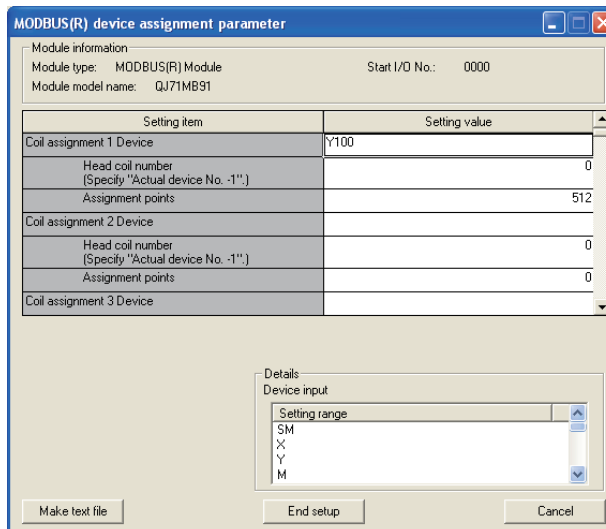 MODBUS(R) device assignment parameter
Module information
Module type: MODBUS(R) Module Start I/O No.: 0000
Module model name: QJ71MB91
Setting item Setting value
Coil assignment 1 Device Y100
Head coil number 0
(Specify "Actual device No. -1".)
Assignment points 512
Coil assignment 2 Device
Head coil number 0
(Specify "Actual device No. -1".)
Assignment points 0
Coil assignment 3 Device
Details
Device input
Setting range
SM
X
Y
M
Make text file End setup Cancel